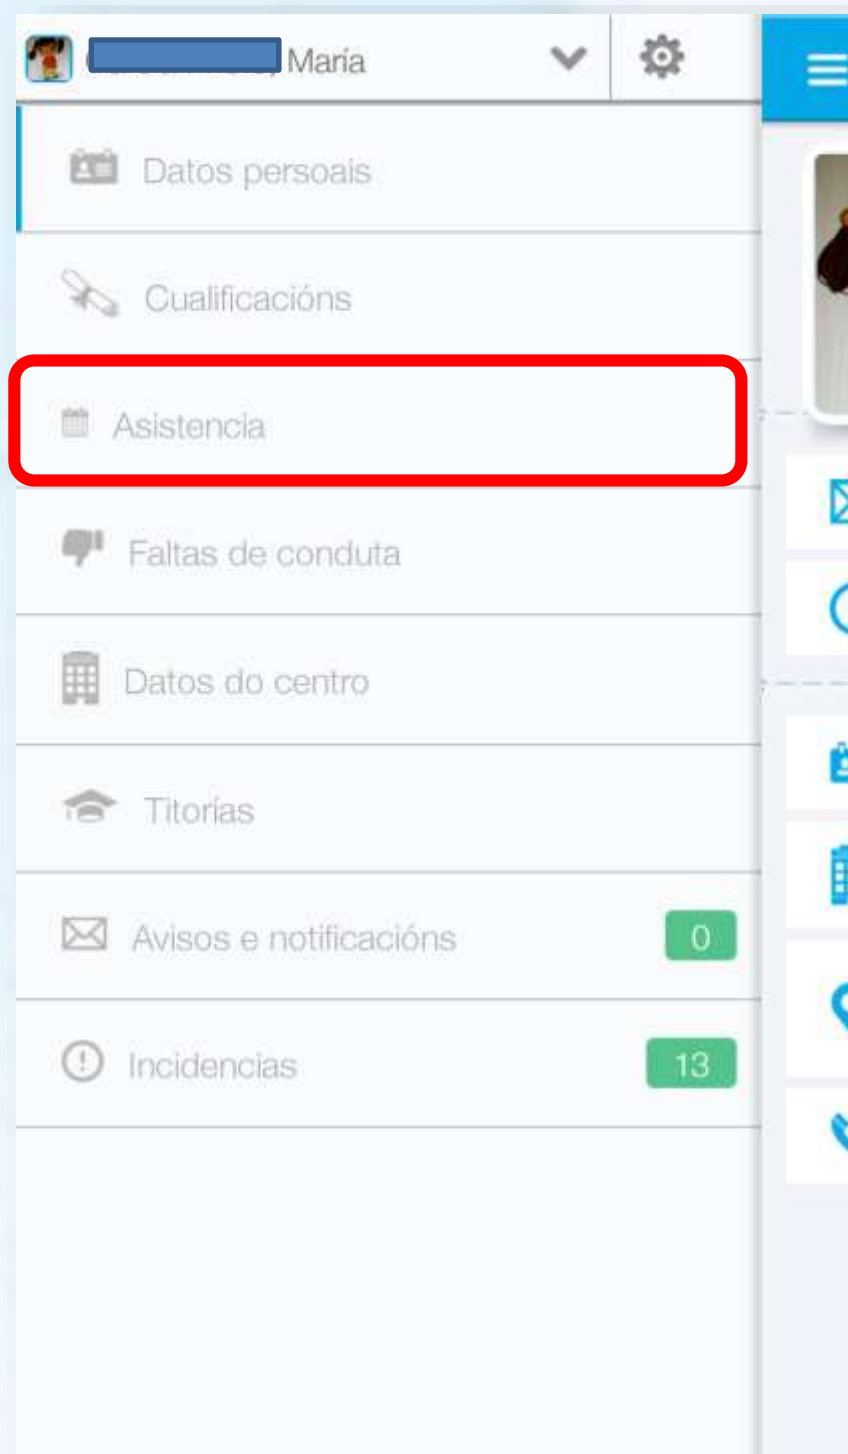 María
Datos persoais
Cualificacións
Asistencia
Faltas de conduta
Datos do centro
Titorías
Avisos e notificacións 0
Incidencias 13